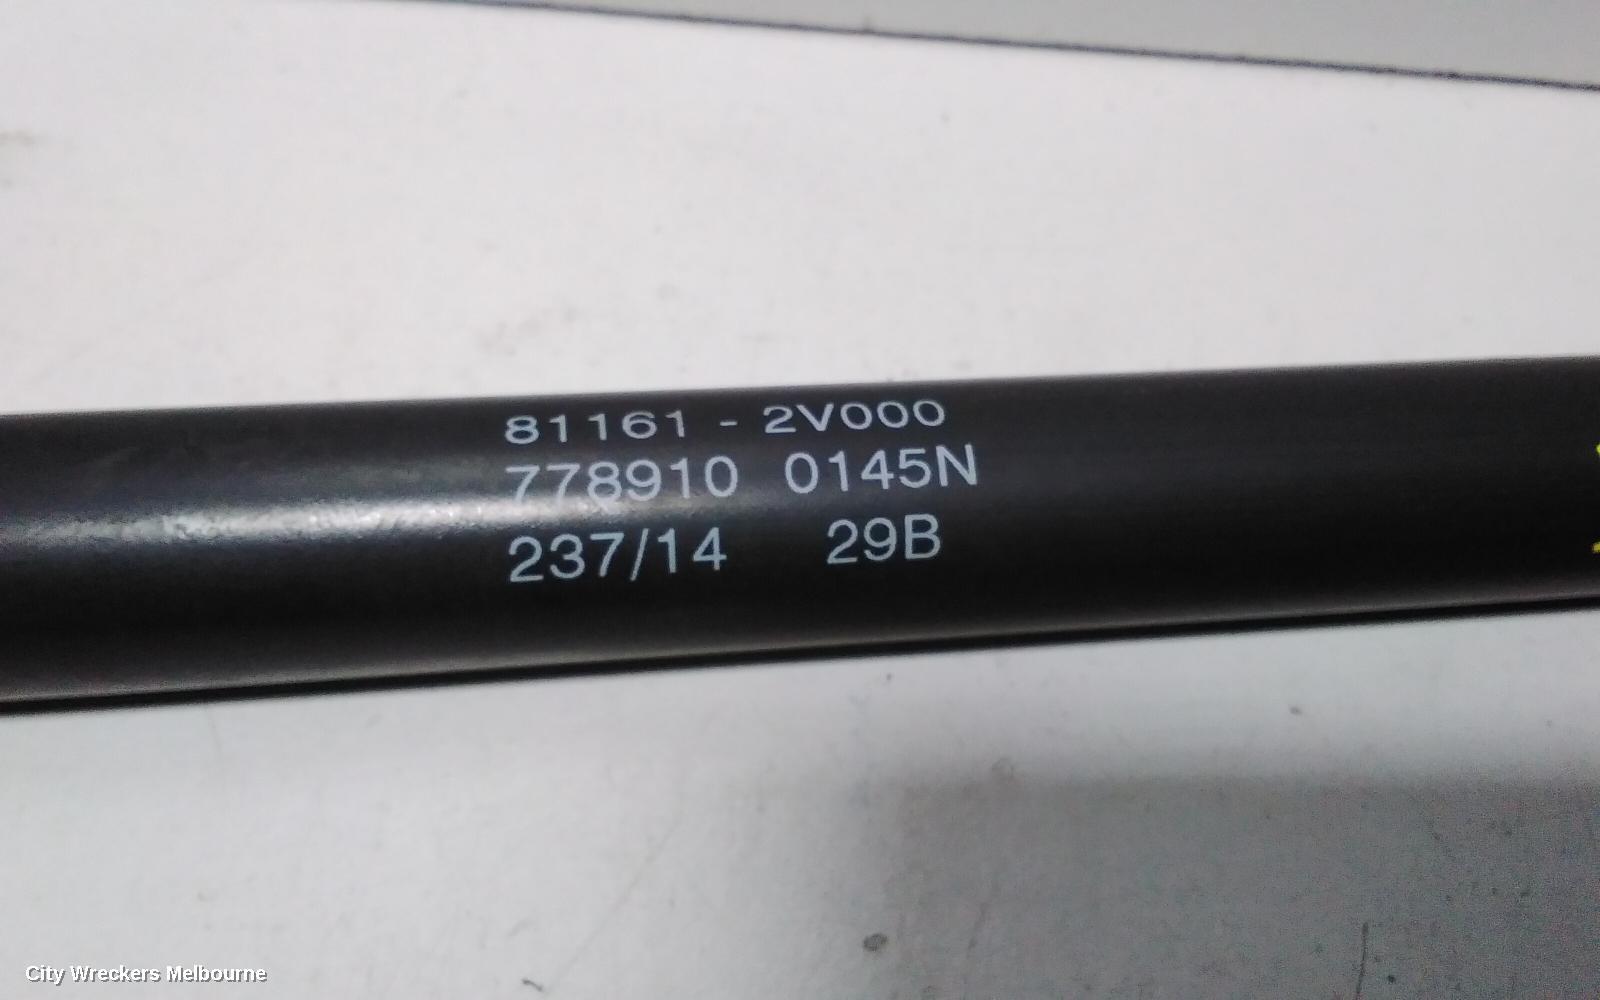 81161 - 2V000
778910 0145N
237/14 29B
City Wreckers Melbourne